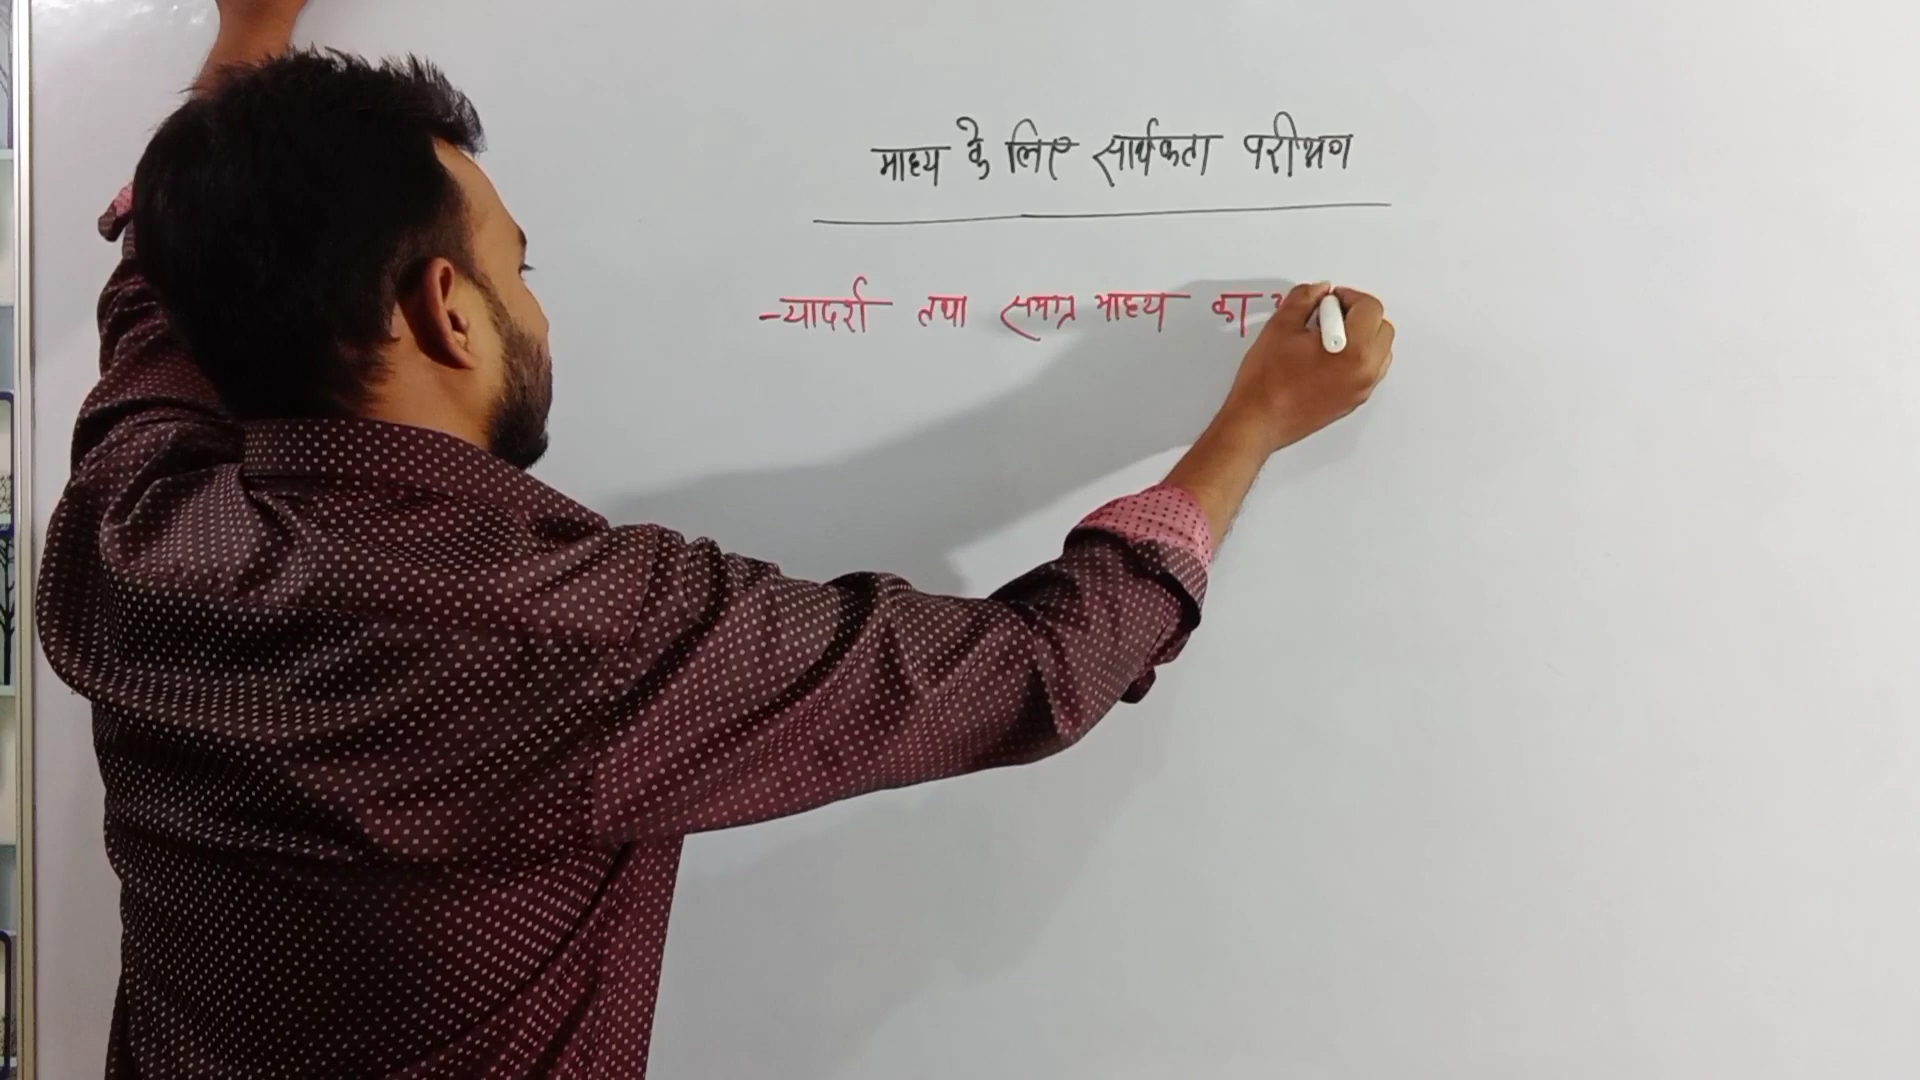 माध्य के लिए सार्थकता परीक्षण
न्यादर्श तथा समग्र माध्य का